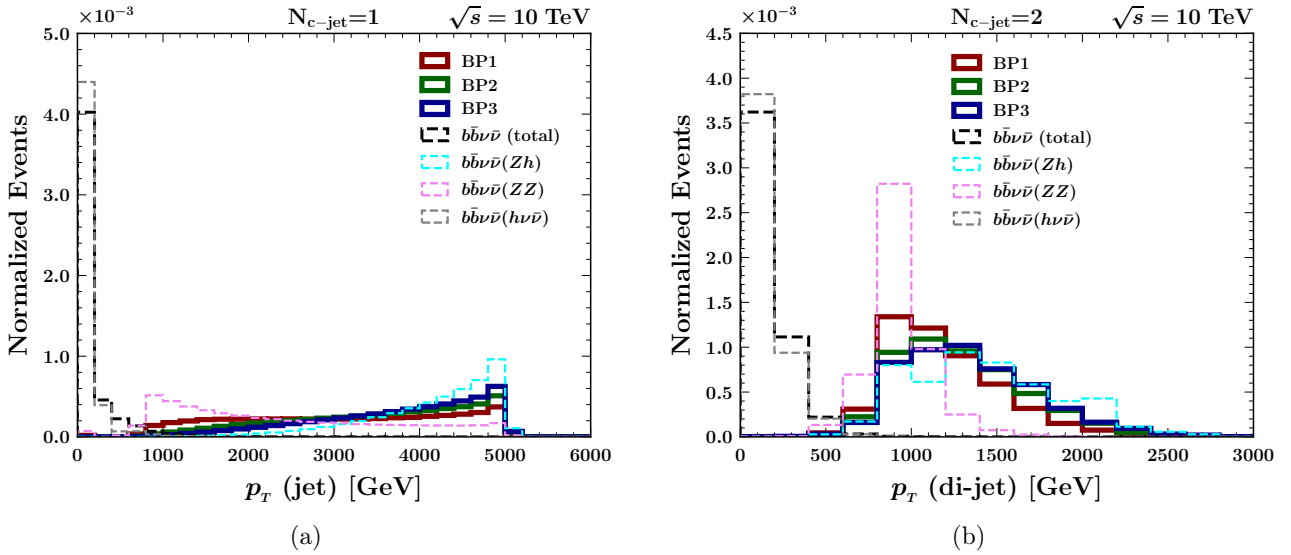 ×10⁻³ N_{c−jet}=1 √s = 10 TeV
5.0
4.0
3.0
2.0
1.0
0.0
Normalized Events
BP1
BP2
BP3
bb̄νν̄ (total)
bb̄νν̄(Zh)
bb̄νν̄(ZZ)
bb̄νν̄(hνν̄)
0 1000 2000 3000 4000 5000 6000
p_T (jet) [GeV]
(a)
×10⁻³ N_{c−jet}=2 √s = 10 TeV
4.5
4.0
3.5
3.0
2.5
2.0
1.5
1.0
0.5
0.0
Normalized Events
BP1
BP2
BP3
bb̄νν̄ (total)
bb̄νν̄(Zh)
bb̄νν̄(ZZ)
bb̄νν̄(hνν̄)
0 500 1000 1500 2000 2500 3000
p_T (di-jet) [GeV]
(b)